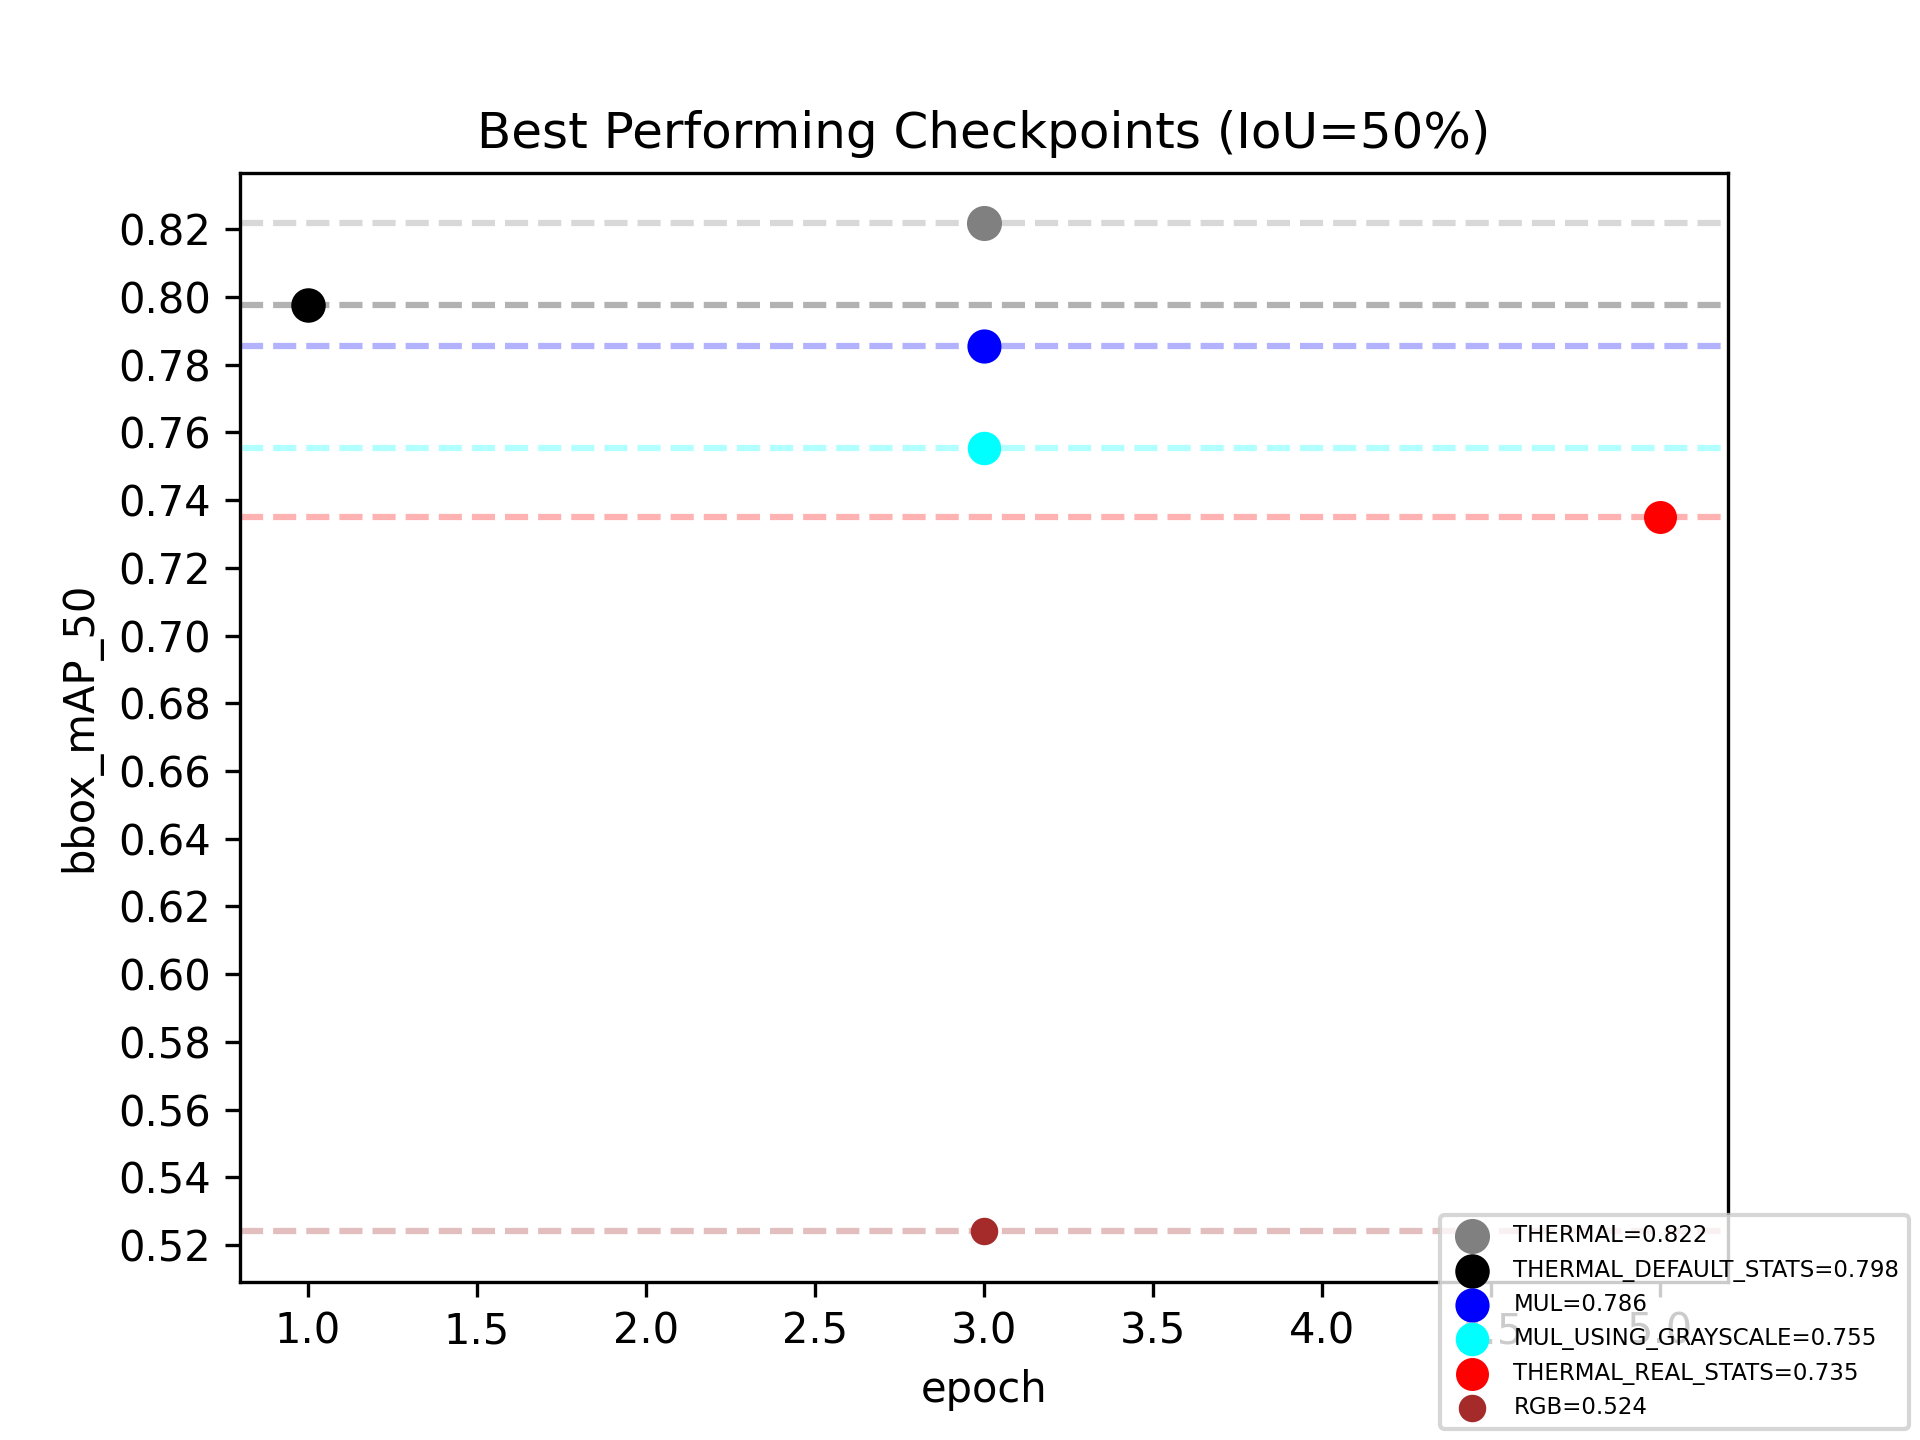 Best Performing Checkpoints (IoU=50%)
bbox_mAP_50
0.82
0.80
0.78
0.76
0.74
0.72
0.70
0.68
0.66
0.64
0.62
0.60
0.58
0.56
0.54
0.52
1.0 1.5 2.0 2.5 3.0 3.5 4.0 .5 5.0
epoch
THERMAL=0.822
THERMAL_DEFAULT_STATS=0.798
MUL=0.786
MUL_USING_GRAYSCALE=0.755
THERMAL_REAL_STATS=0.735
RGB=0.524